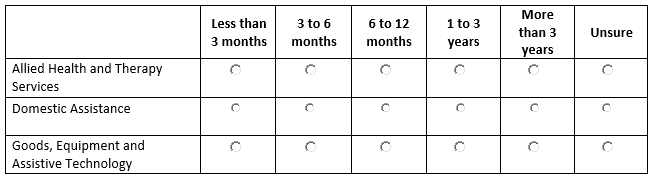 Less than 3 months
3 to 6 months
6 to 12 months
1 to 3 years
More than 3 years
Unsure
Allied Health and Therapy
Services
Domestic Assistance
Goods, Equipment and
Assistive Technology